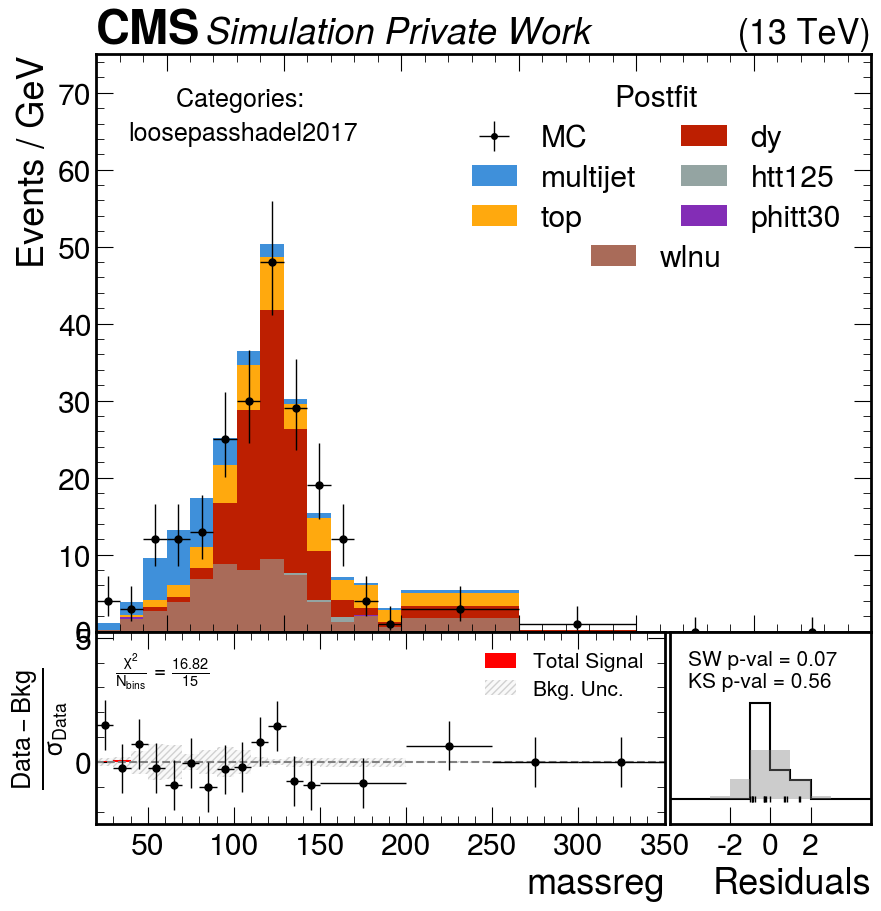 CMS Simulation Private Work (13 TeV)
Events / GeV
70
60
50
40
30
20
10
0
Categories:
loosepasshadel2017
Postfit
MC
dy
multijet
htt125
top
phitt30
wlnu
Data − Bkg
σData
5
0
χ²
Nbins
= 16.82
15
Total Signal
Bkg. Unc.
SW p-val = 0.07
KS p-val = 0.56
50 100 150 200 250 300 350
-2 0 2
massreg
Residuals